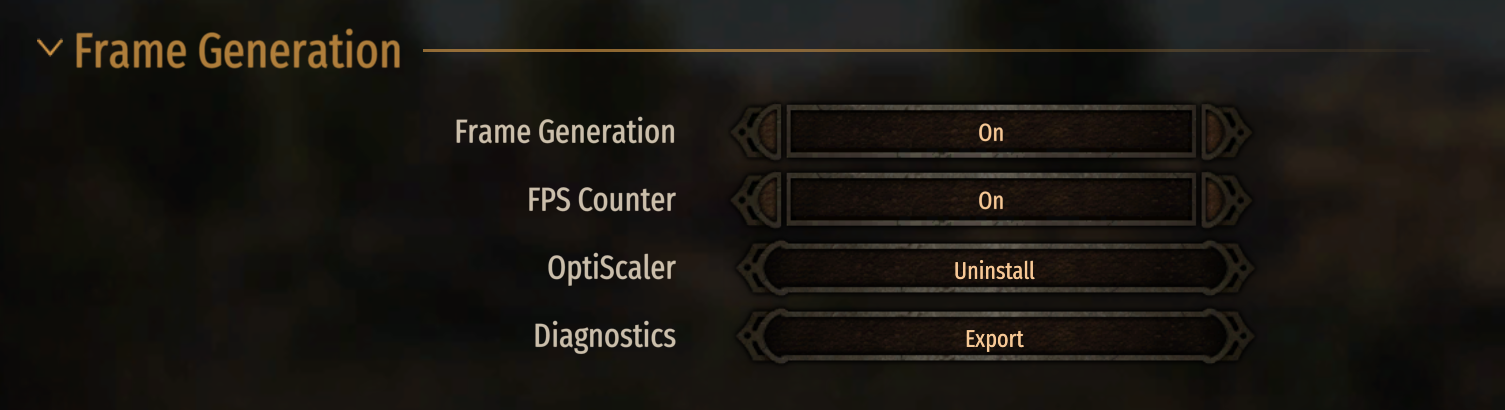 Frame Generation
Frame Generation On
FPS Counter On
OptiScaler Uninstall
Diagnostics Export